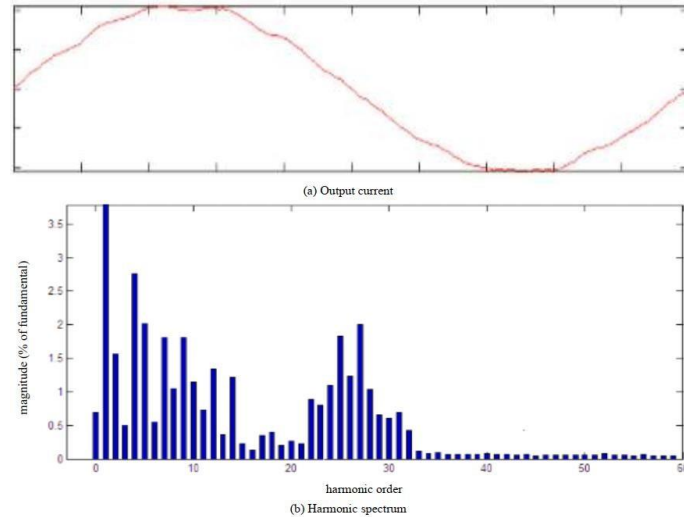 (a) Output current
magnitude (% of fundamental)
3.5
3
2.5
2
1.5
1
0.5
0
0 10 20 30 40 50 60
harmonic order
(b) Harmonic spectrum